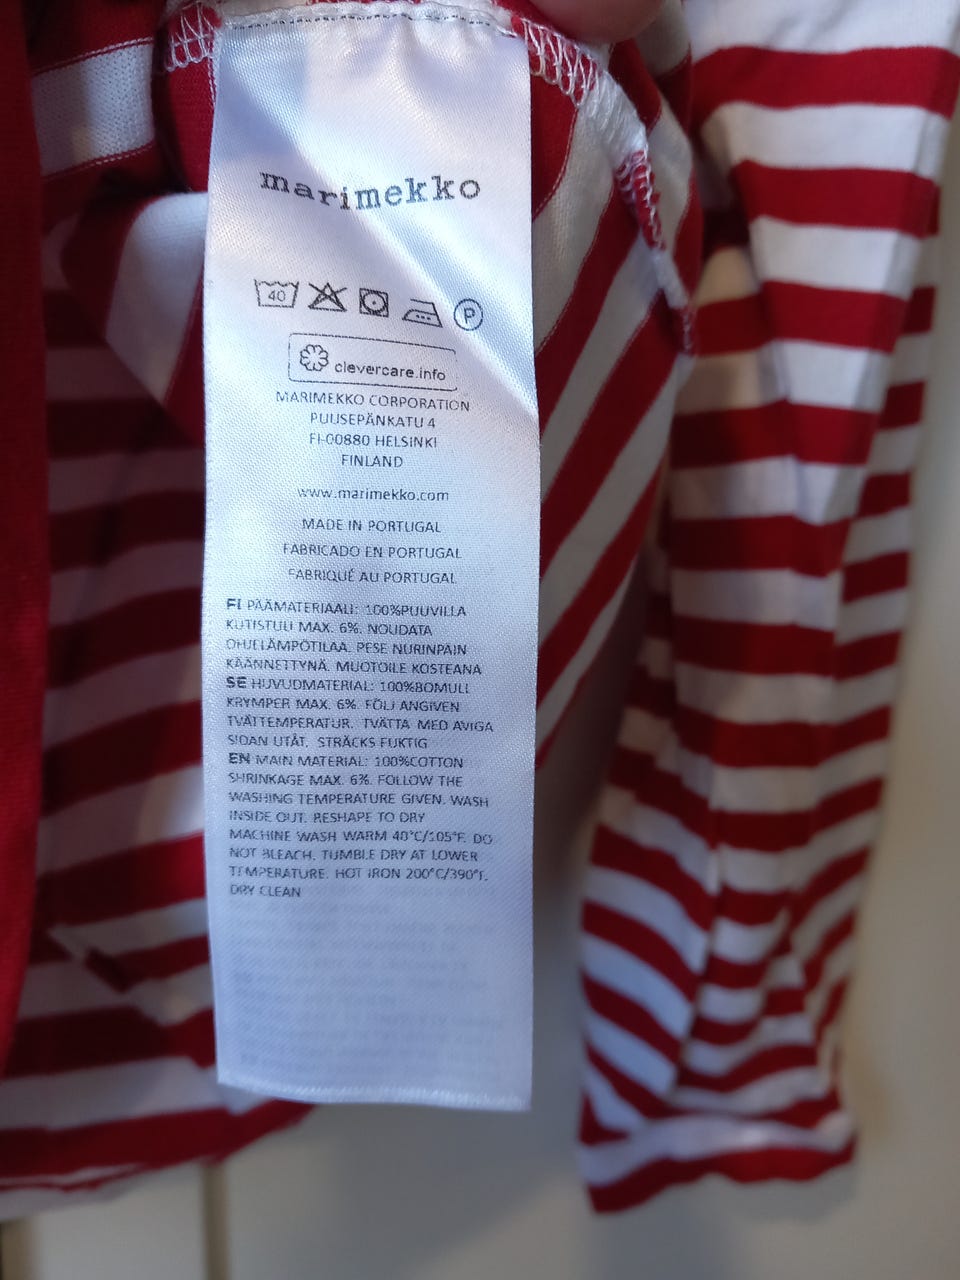 marimekko
40
P
clevercare.info
MARIMEKKO CORPORATION
PUUSEPÄNKATU 4
FI-00880 HELSINKI
FINLAND
www.marimekko.com
MADE IN PORTUGAL
FABRICADO EN PORTUGAL
FABRIQUÉ AU PORTUGAL
FI PÄÄMATERIAALI: 100%PUUVILLA
KUTISTUU MAX. 6%. NOUDATA
OHJELÄMPÖTILAA. PESE NURINPÄIN
KÄÄNNETTYNÄ. MUOTOILE KOSTEANA
SE HUVUDMATERIAL: 100%BOMULL
KRYMPER MAX. 6%. FÖLJ ANGIVEN
TVÄTTEMPERATUR. TVÄTTA MED AVIGA
SIDAN UTÅT. STRÄCKS FUKTIG
EN MAIN MATERIAL: 100%COTTON
SHRINKAGE MAX. 6%. FOLLOW THE
WASHING TEMPERATURE GIVEN. WASH
INSIDE OUT. RESHAPE TO DRY
MACHINE WASH WARM 40°C/105°F. DO
NOT BLEACH. TUMBLE DRY AT LOWER
TEMPERATURE. HOT IRON 200°C/390°F.
DRY CLEAN